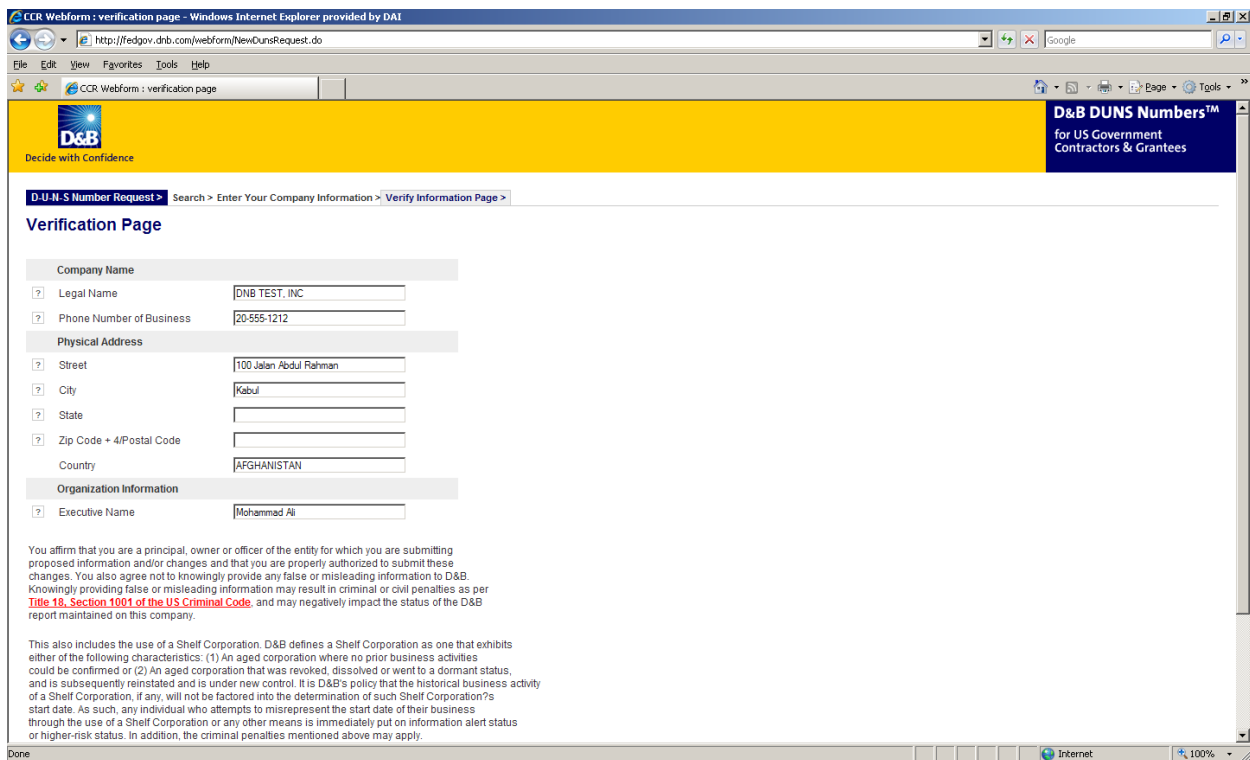 CCR Webform : verification page - Windows Internet Explorer provided by DAI
http://fedgov.dnb.com/webform/NewDunsRequest.do
Google
File Edit View Favorites Tools Help
CCR Webform : verification page
Page Tools »
D&B
Decide with Confidence
D&B DUNS Numbers™
for US Government
Contractors & Grantees
D-U-N-S Number Request > Search > Enter Your Company Information > Verify Information Page >
Verification Page
Company Name
? Legal Name DNB TEST, INC
? Phone Number of Business 20-555-1212
Physical Address
? Street 100 Jalan Abdul Rahman
? City Kabul
? State
? Zip Code + 4/Postal Code
Country AFGHANISTAN
Organization Information
? Executive Name Mohammad Ali
You affirm that you are a principal, owner or officer of the entity for which you are submitting
proposed information and/or changes and that you are properly authorized to submit these
changes. You also agree not to knowingly provide any false or misleading information to D&B.
Knowingly providing false or misleading information may result in criminal or civil penalties as per
Title 18, Section 1001 of the US Criminal Code, and may negatively impact the status of the D&B
report maintained on this company.
This also includes the use of a Shelf Corporation. D&B defines a Shelf Corporation as one that exhibits
either of the following characteristics: (1) An aged corporation where no prior business activities
could be confirmed or (2) An aged corporation that was revoked, dissolved or went to a dormant status,
and is subsequently reinstated and is under new control. It is D&B's policy that the historical business activity
of a Shelf Corporation, if any, will not be factored into the determination of such Shelf Corporation?s
start date. As such, any individual who attempts to misrepresent the start date of their business
through the use of a Shelf Corporation or any other means is immediately put on information alert status
or higher-risk status. In addition, the criminal penalties mentioned above may apply.
Done
Internet
100%